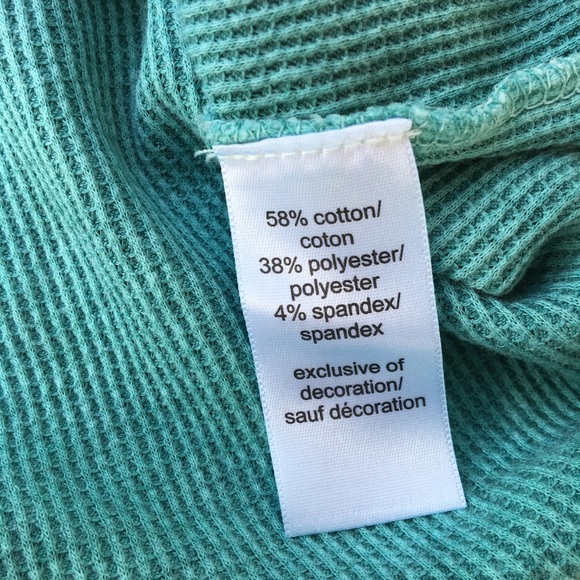 58% cotton/
coton
38% polyester/
polyester
4% spandex/
spandex
exclusive of
decoration/
sauf décoration